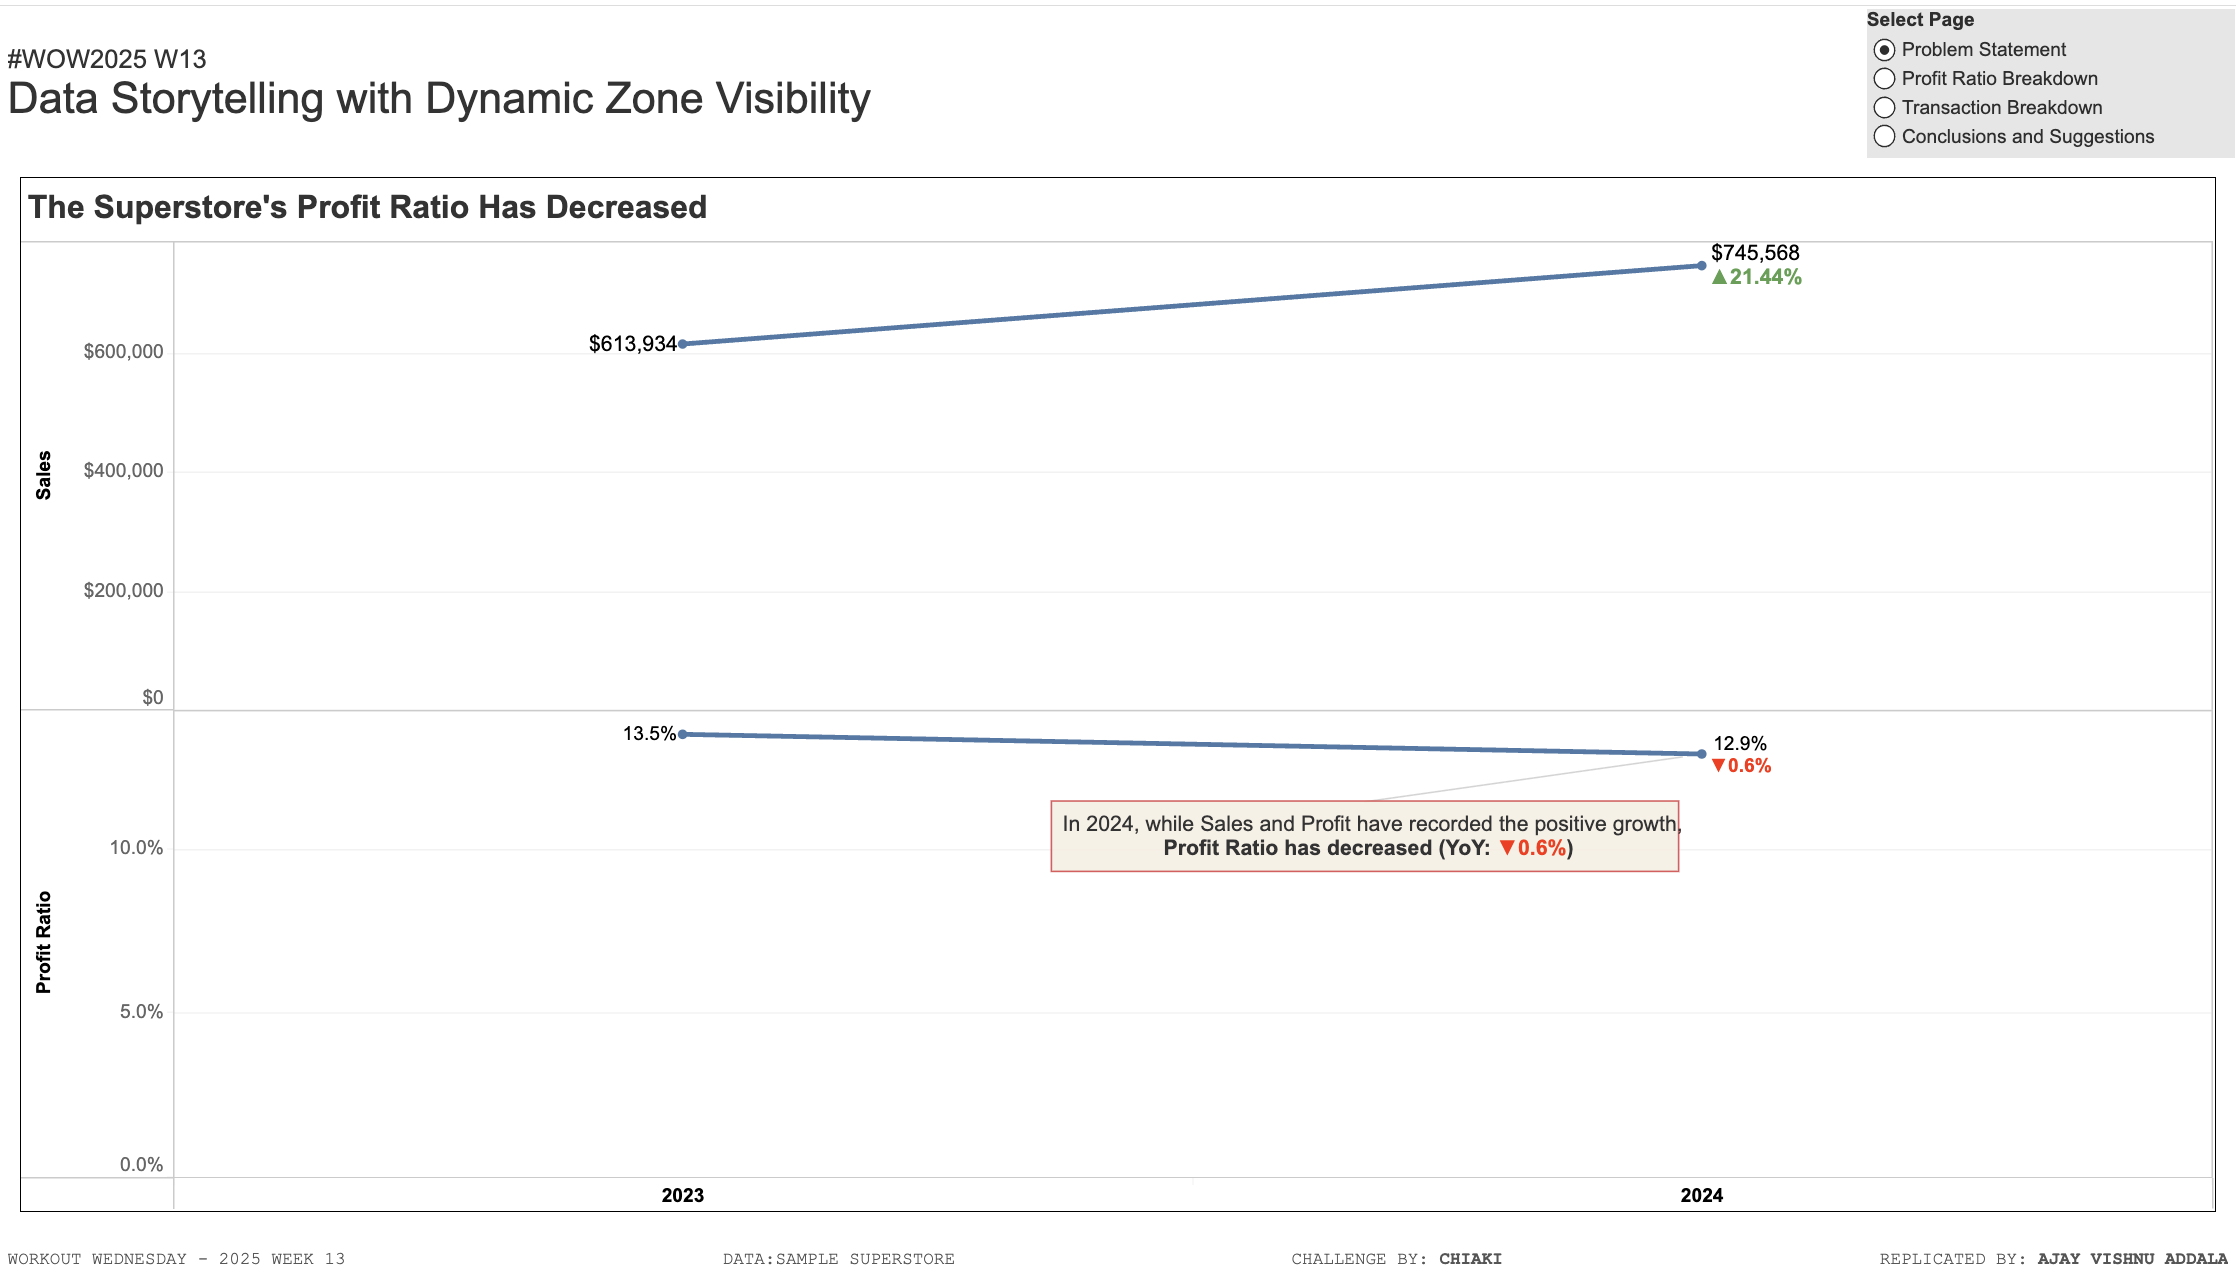 #WOW2025 W13
Data Storytelling with Dynamic Zone Visibility
Select Page
Problem Statement
Profit Ratio Breakdown
Transaction Breakdown
Conclusions and Suggestions
The Superstore's Profit Ratio Has Decreased
Sales
$600,000
$400,000
$200,000
$0
$613,934
$745,568
▲21.44%
Profit Ratio
10.0%
5.0%
0.0%
13.5%
12.9%
▼0.6%
In 2024, while Sales and Profit have recorded the positive growth,
Profit Ratio has decreased (YoY: ▼0.6%)
2023
2024
WORKOUT WEDNESDAY - 2025 WEEK 13
DATA:SAMPLE SUPERSTORE
CHALLENGE BY: CHIAKI
REPLICATED BY: AJAY VISHNU ADDALA